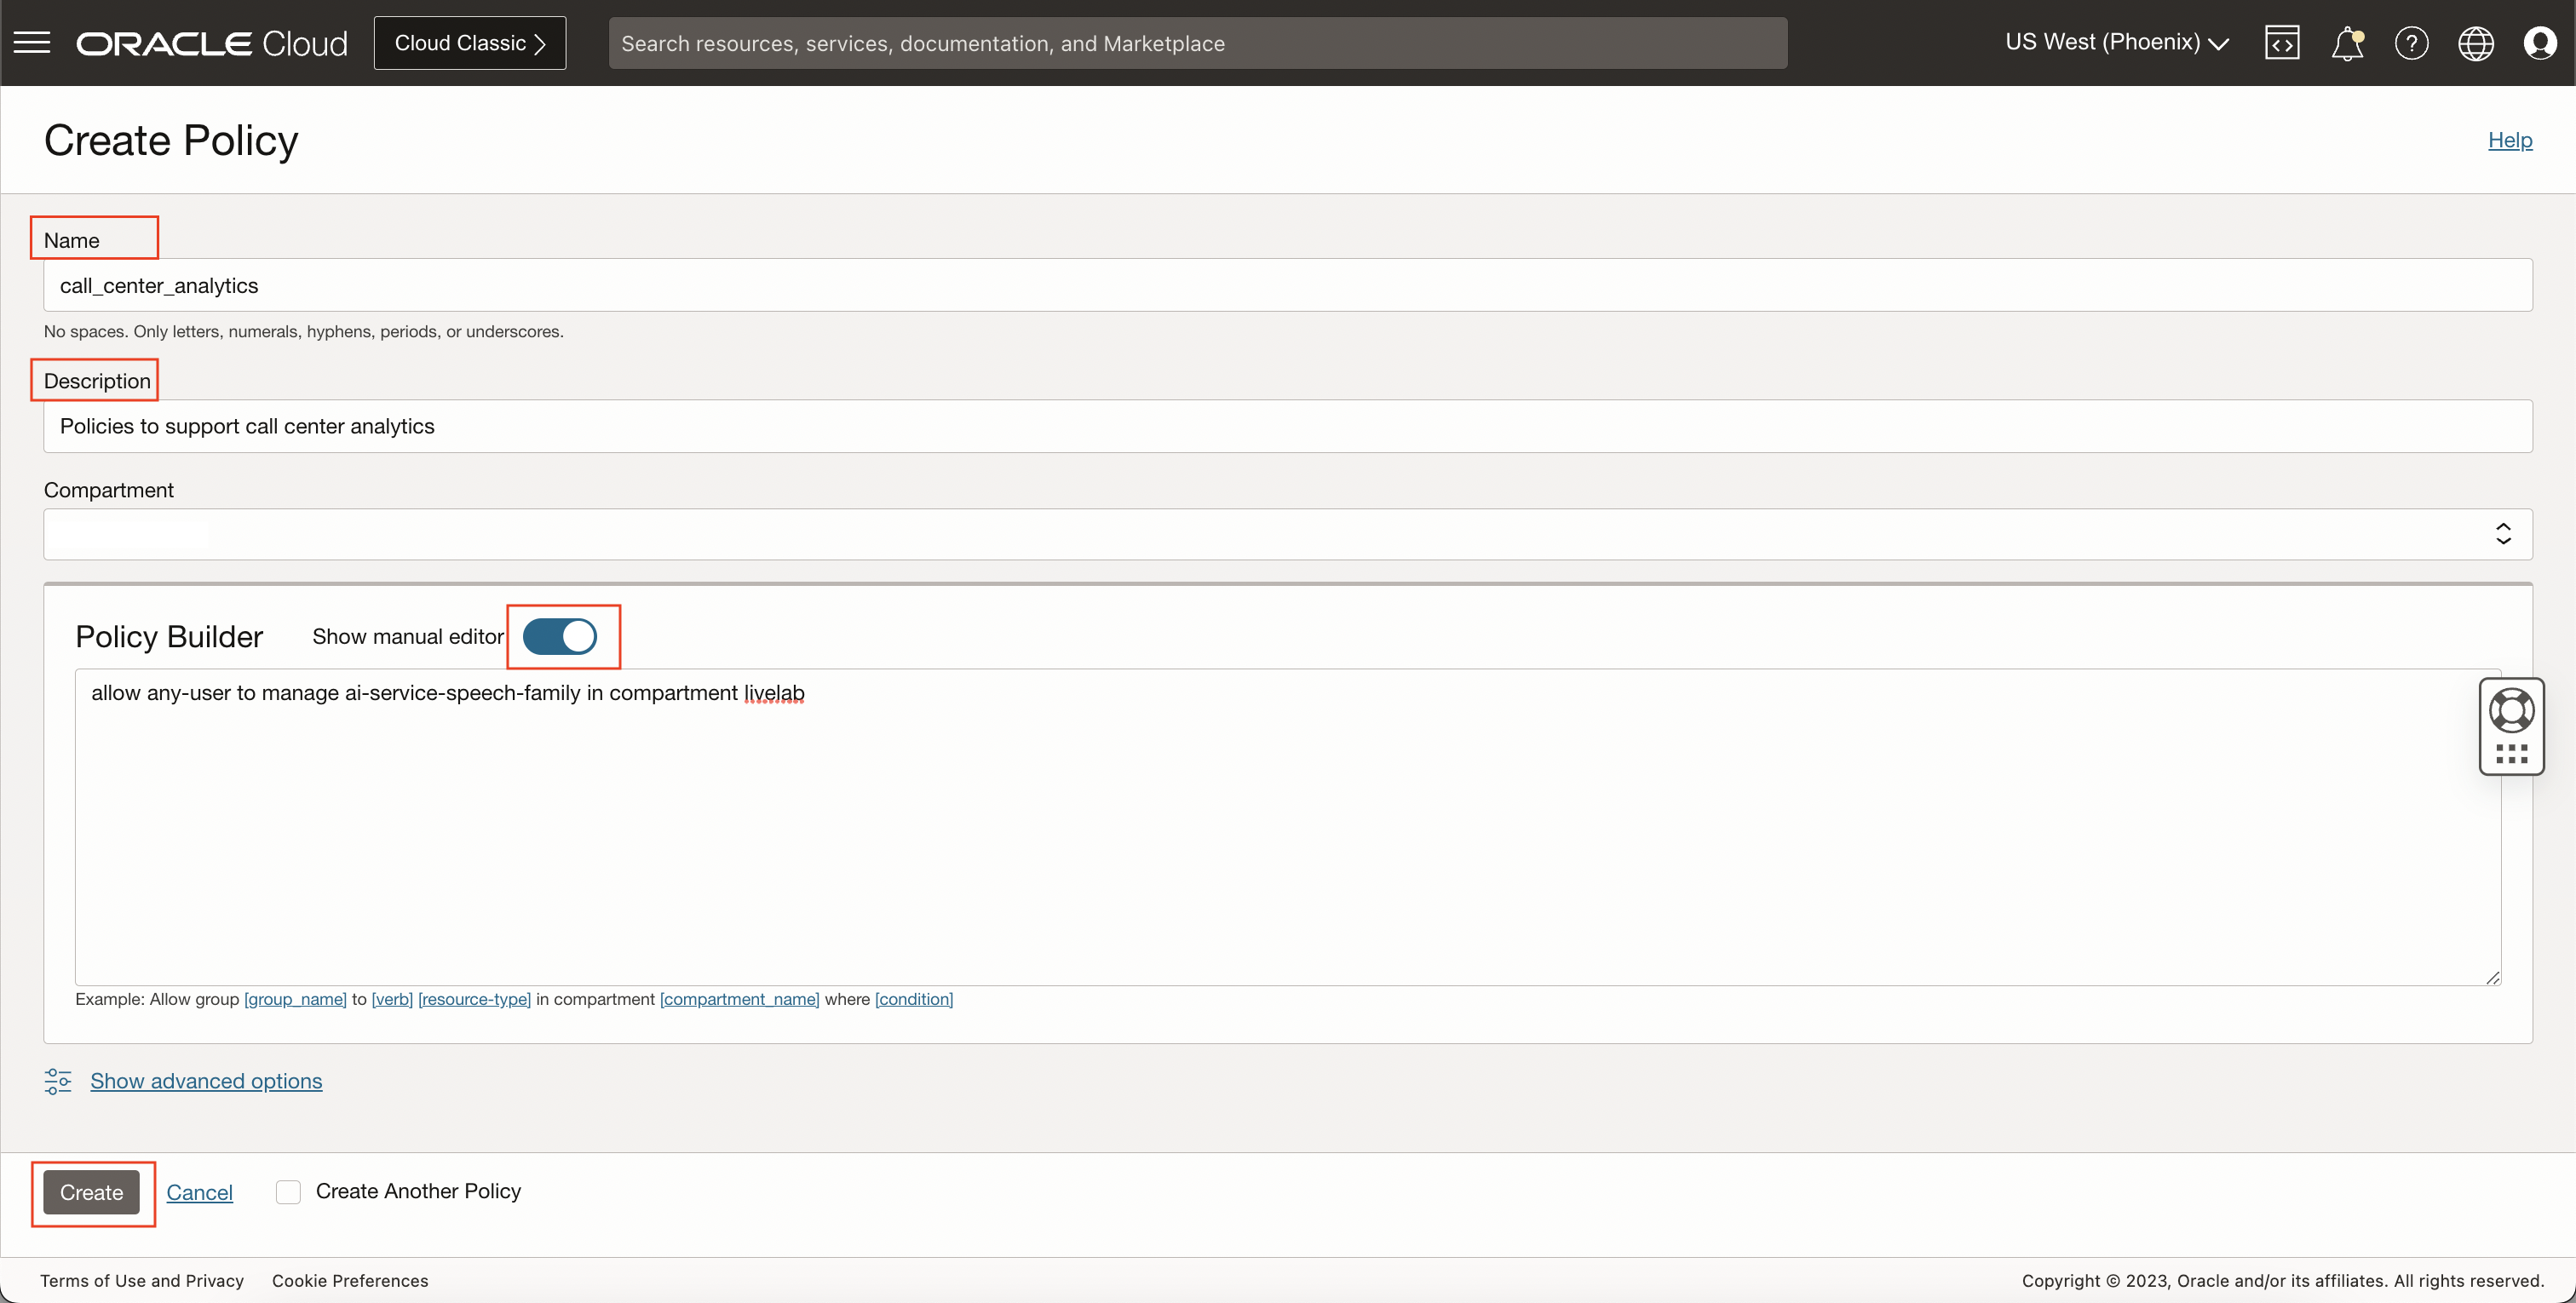 ORACLE Cloud
Cloud Classic
Search resources, services, documentation, and Marketplace
US West (Phoenix)
Create Policy
Help
Name
call_center_analytics
No spaces. Only letters, numerals, hyphens, periods, or underscores.
Description
Policies to support call center analytics
Compartment
Policy Builder
Show manual editor
allow any-user to manage ai-service-speech-family in compartment livelab
Example: Allow group [group_name] to [verb] [resource-type] in compartment [compartment_name] where [condition]
Show advanced options
Create
Cancel
Create Another Policy
Terms of Use and Privacy
Cookie Preferences
Copyright © 2023, Oracle and/or its affiliates. All rights reserved.